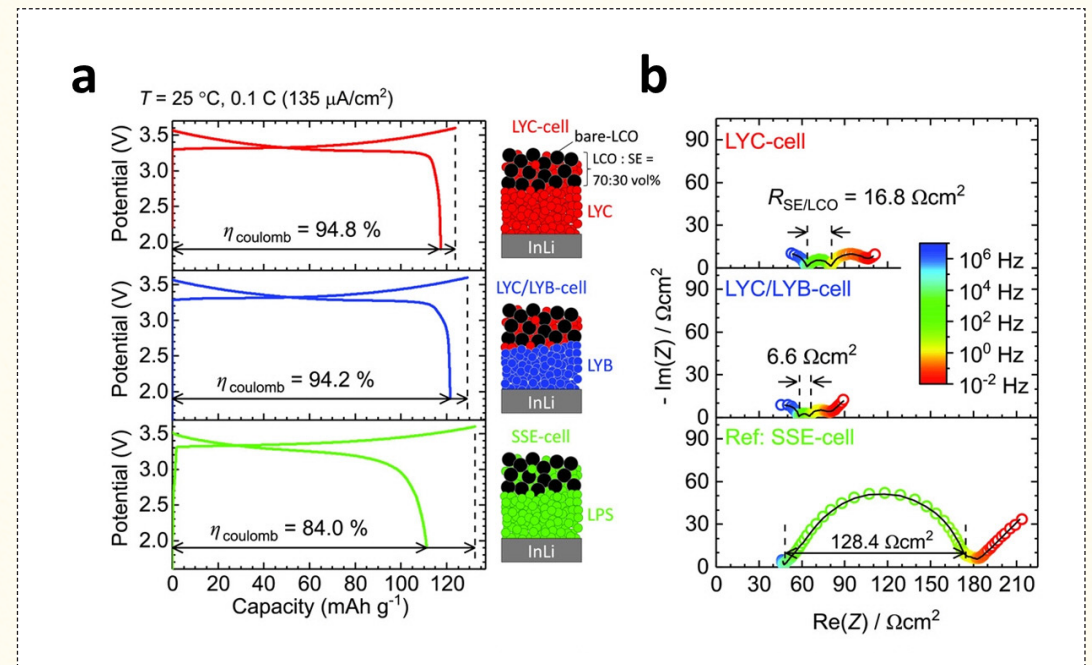 a
T = 25 °C, 0.1 C (135 μA/cm²)
Potential (V)
3.5
3.0
2.5
2.0
η coulomb = 94.8 %
LYC-cell
bare-LCO
LCO : SE =
70:30 vol%
LYC
InLi
Potential (V)
3.5
3.0
2.5
2.0
η coulomb = 94.2 %
LYC/LYB-cell
LYB
InLi
Potential (V)
3.5
3.0
2.5
2.0
η coulomb = 84.0 %
SSE-cell
LPS
InLi
0 20 40 60 80 100 120
Capacity (mAh g⁻¹)
b
- Im(Z) / Ωcm²
90
60
30
0
LYC-cell
R SE/LCO = 16.8 Ωcm²
90
60
30
0
LYC/LYB-cell
6.6 Ωcm²
10⁶ Hz
10⁴ Hz
10² Hz
10⁰ Hz
10⁻² Hz
90
60
30
0
Ref: SSE-cell
128.4 Ωcm²
0 30 60 90 120 150 180 210
Re(Z) / Ωcm²